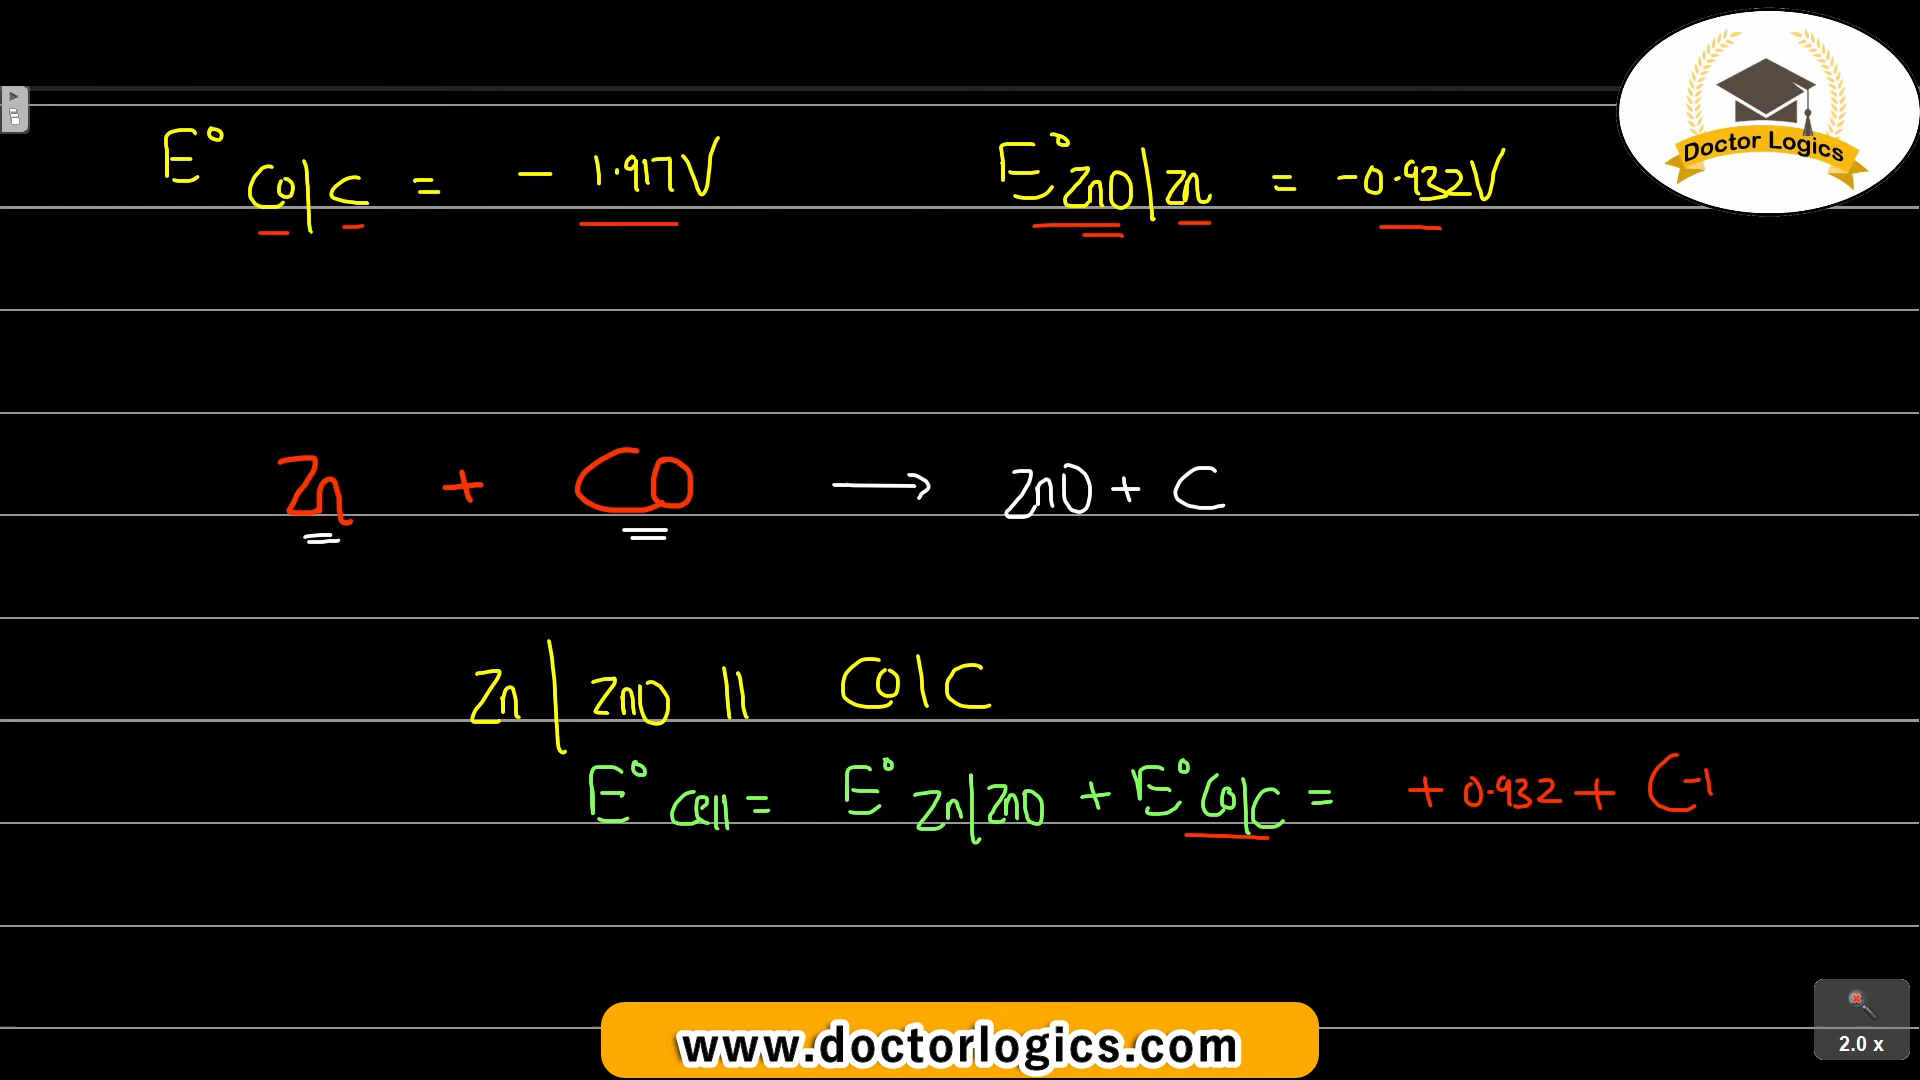 E° Co|C = - 1.917V
E° ZnO|Zn = -0.932V
Doctor Logics
Zn + CO → ZnO + C
Zn | ZnO || Co|C
E° Cell = E° Zn|ZnO + E° Co|C = + 0.932 + (-1
www.doctorlogics.com
2.0 x